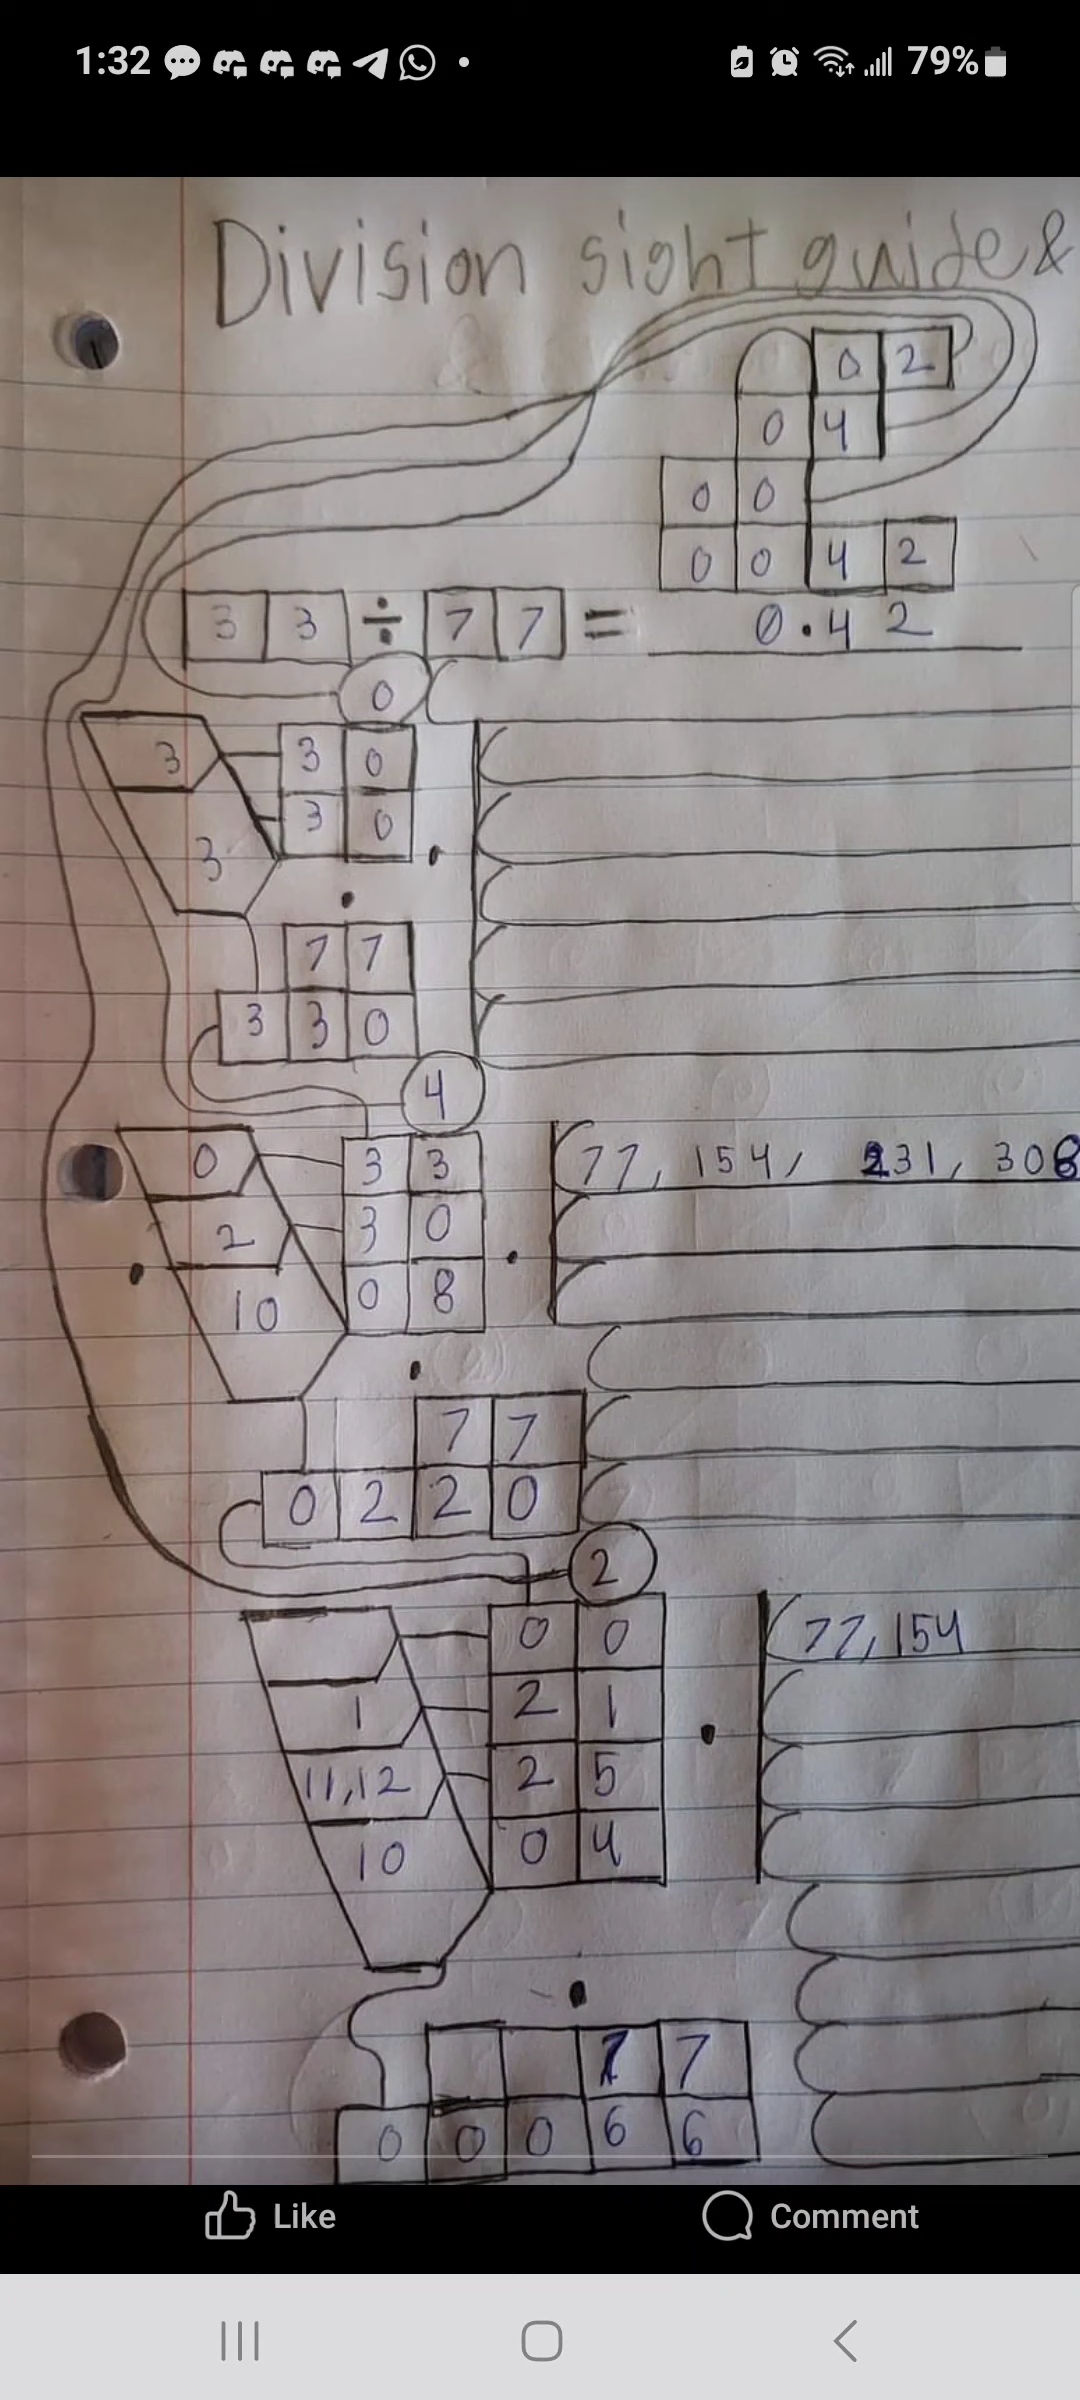 1:32 79%
Division sight guide &
0 2
0 4
0 0
0 0 4 2
3 3 ÷ 7 7 = 0.42
0
3 3 0
3 3 0
7 7
3 3 0
4
0 3 3 77, 154, 231, 308
2 3 0
10 0 8
7 7
0 2 2 0
2
0 0 77, 154
1 2 1
11,12 2 5
10 0 4
7 7
0 0 0 6 6
Like Comment